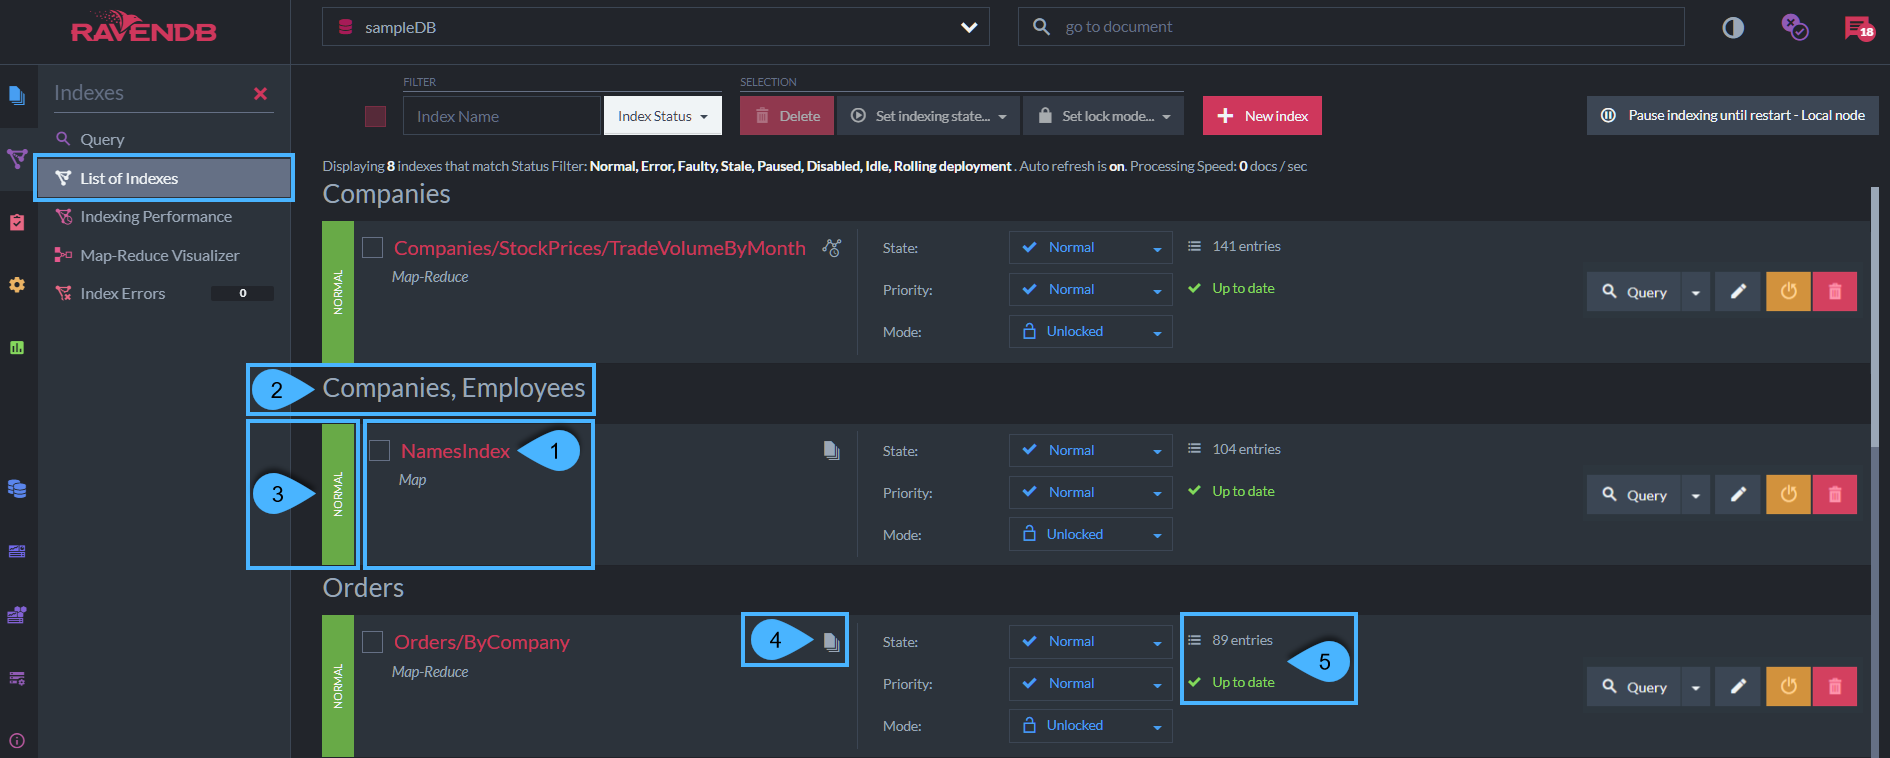 RAVENDB
sampleDB
go to document
18
Indexes
Query
List of Indexes
Indexing Performance
Map-Reduce Visualizer
Index Errors
0
FILTER
SELECTION
Index Name
Index Status
Delete
Set indexing state...
Set lock mode...
New index
Pause indexing until restart - Local node
Displaying 8 indexes that match Status Filter: Normal, Error, Faulty, Stale, Paused, Disabled, Idle, Rolling deployment . Auto refresh is on. Processing Speed: 0 docs / sec
Companies
NORMAL
Companies/StockPrices/TradeVolumeByMonth
Map-Reduce
State:
Normal
141 entries
Priority:
Normal
Up to date
Mode:
Unlocked
Query
2
Companies, Employees
3
NORMAL
NamesIndex
1
Map
State:
Normal
104 entries
Priority:
Normal
Up to date
Mode:
Unlocked
Query
Orders
NORMAL
Orders/ByCompany
Map-Reduce
4
State:
Normal
89 entries
Priority:
Normal
Up to date
5
Mode:
Unlocked
Query